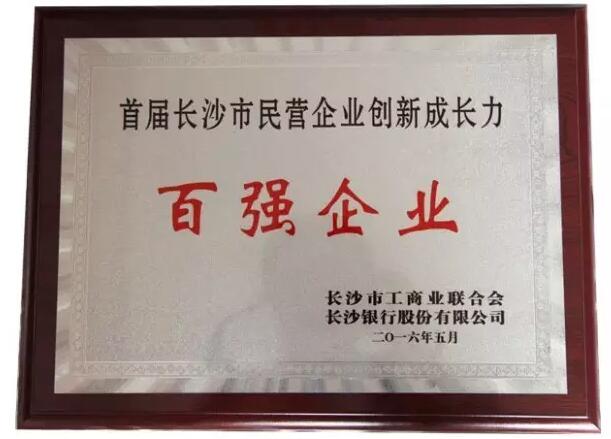 首届长沙市民营企业创新成长力
百强企业
长沙市工商业联合会
长沙银行股份有限公司
二〇一六年五月